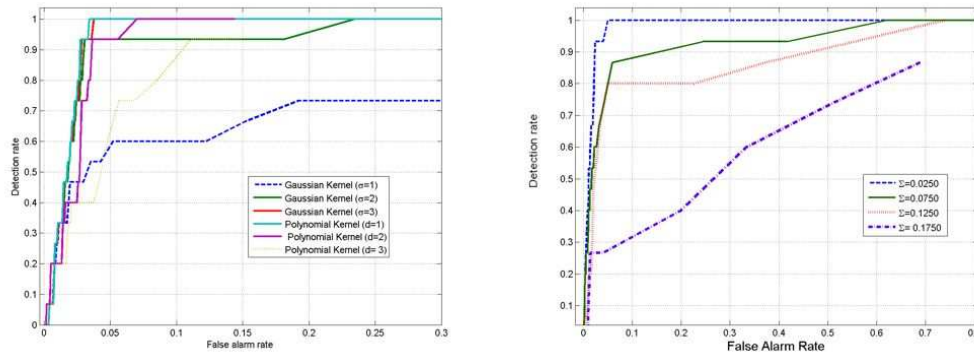 1
0.9
0.8
0.7
0.6
0.5
0.4
0.3
0.2
0.1
0
Detection rate
0 0.05 0.1 0.15 0.2 0.25 0.3
False alarm rate
Gaussian Kernel (σ=1)
Gaussian Kernel (σ=2)
Gaussian Kernel (σ=3)
Polynomial Kernel (d=1)
Polynomial Kernel (d=2)
Polynomial Kernel (d= 3)
1
0.9
0.8
0.7
0.6
0.5
0.4
0.3
0.2
0.1
Detection rate
0 0.1 0.2 0.3 0.4 0.5 0.6 0.7 0.8
False Alarm Rate
Σ=0.0250
Σ=0.0750
Σ=0.1250
Σ= 0.1750